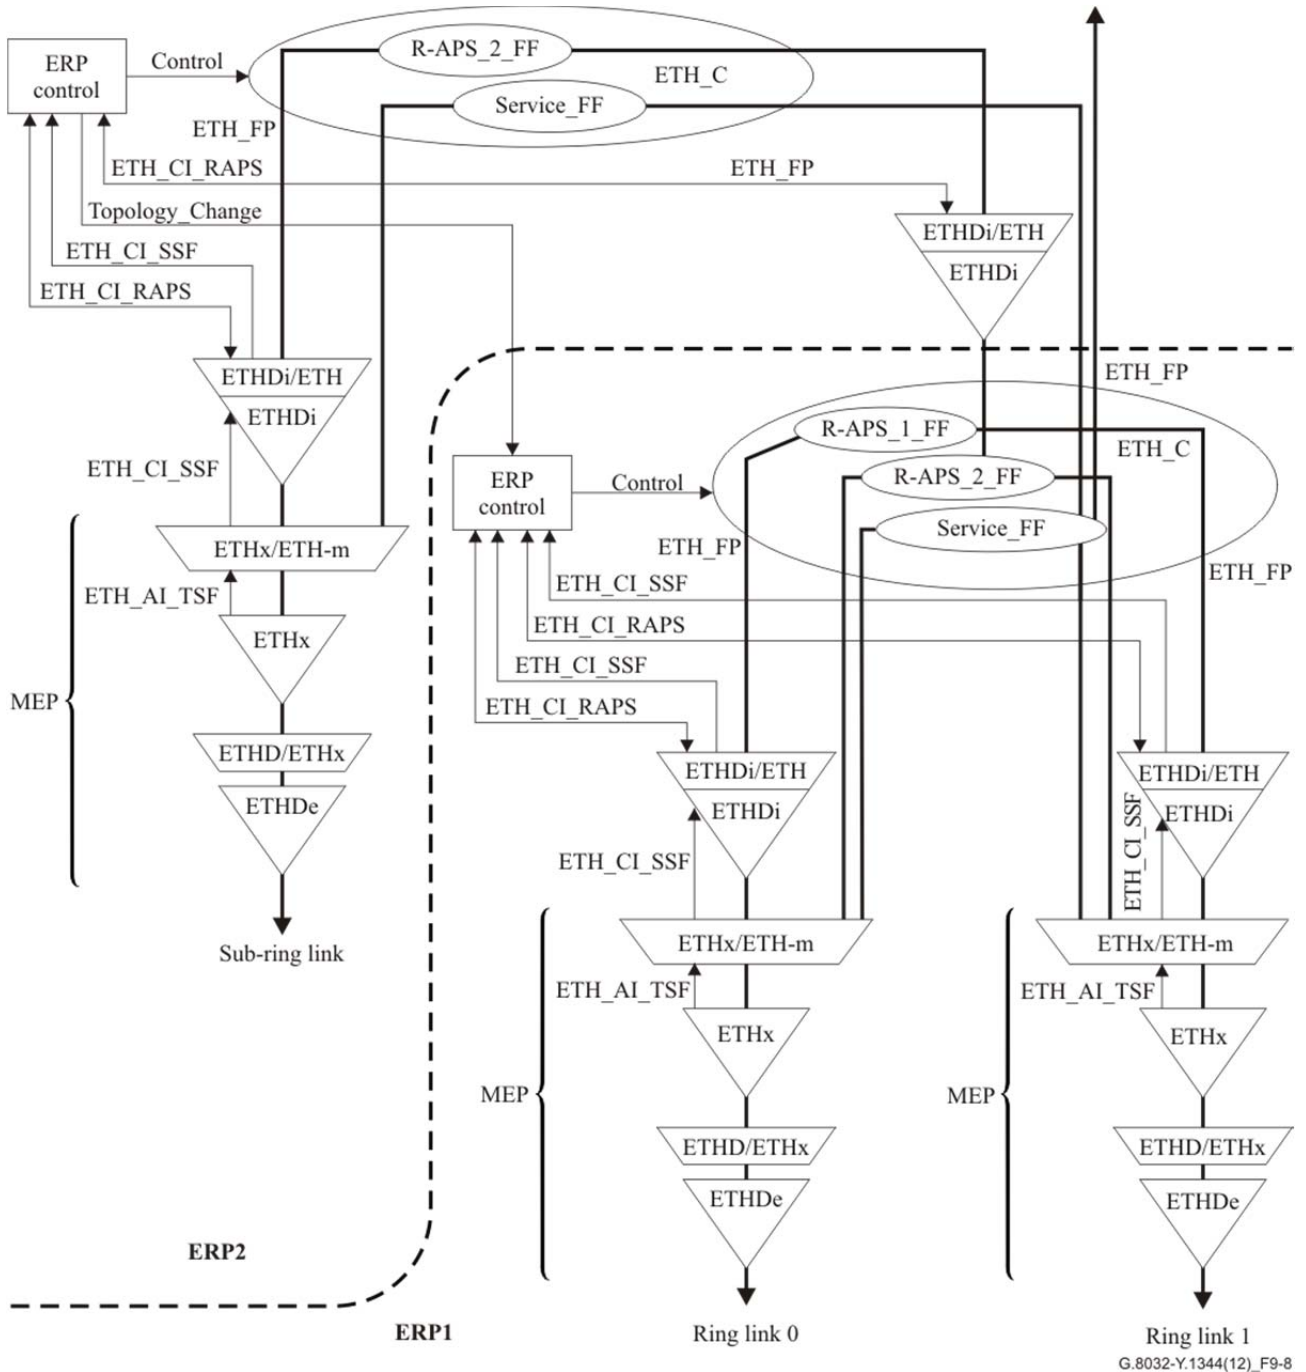 R-APS_2_FF
ERP
control
Control
ETH_C
Service_FF
ETH_FP
ETH_CI_RAPS
ETH_FP
Topology_Change
ETHDi/ETH
ETHDi
ETH_CI_SSF
ETH_CI_RAPS
ETHDi/ETH
ETHDi
ETH_FP
R-APS_1_FF
ETH_C
ETH_CI_SSF
ERP
control
Control
R-APS_2_FF
Service_FF
ETHx/ETH-m
ETH_FP
ETH_FP
ETH_AI_TSF
ETH_CI_SSF
ETHx
ETH_CI_RAPS
ETH_CI_SSF
MEP
ETH_CI_RAPS
ETHD/ETHx
ETHDe
ETHDi/ETH
ETHDi
ETHDi/ETH
ETHDi
ETH_CI_SSF
ETH_CI_SSF
Sub-ring link
ETHx/ETH-m
ETHx/ETH-m
ETH_AI_TSF
ETH_AI_TSF
ETHx
ETHx
MEP
MEP
ETHD/ETHx
ETHD/ETHx
ETHDe
ETHDe
ERP2
ERP1
Ring link 0
Ring link 1
G.8032-Y.1344(12)_F9-8